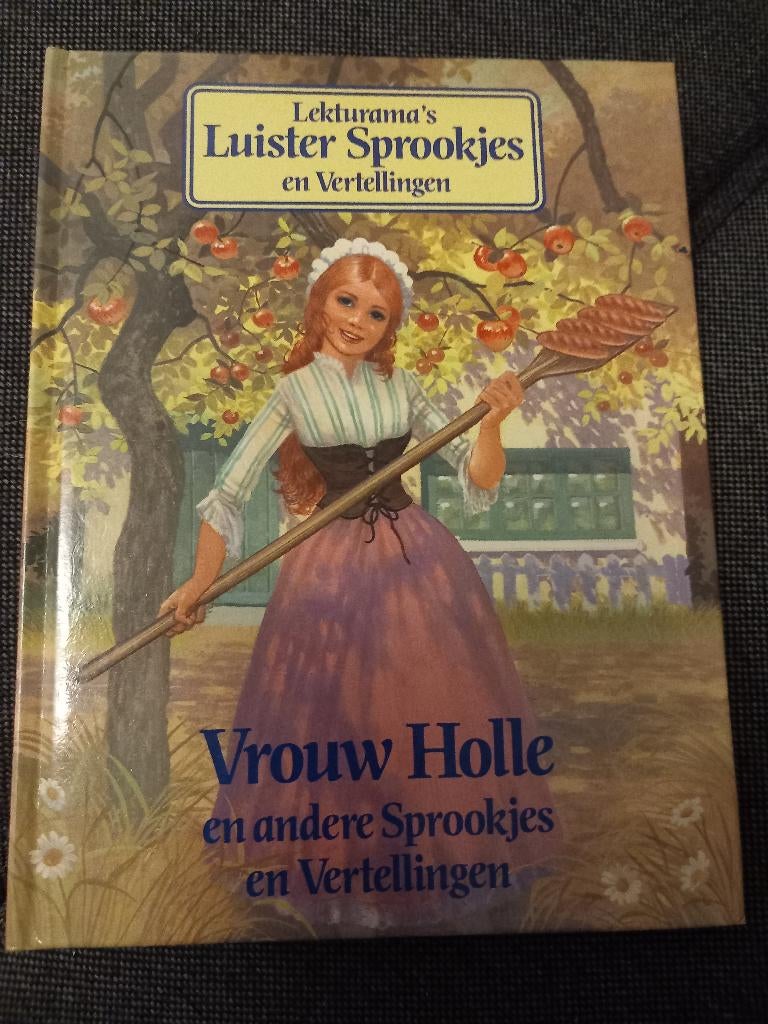 Lekturama's
Luister Sprookjes
en Vertellingen
Vrouw Holle
en andere Sprookjes
en Vertellingen